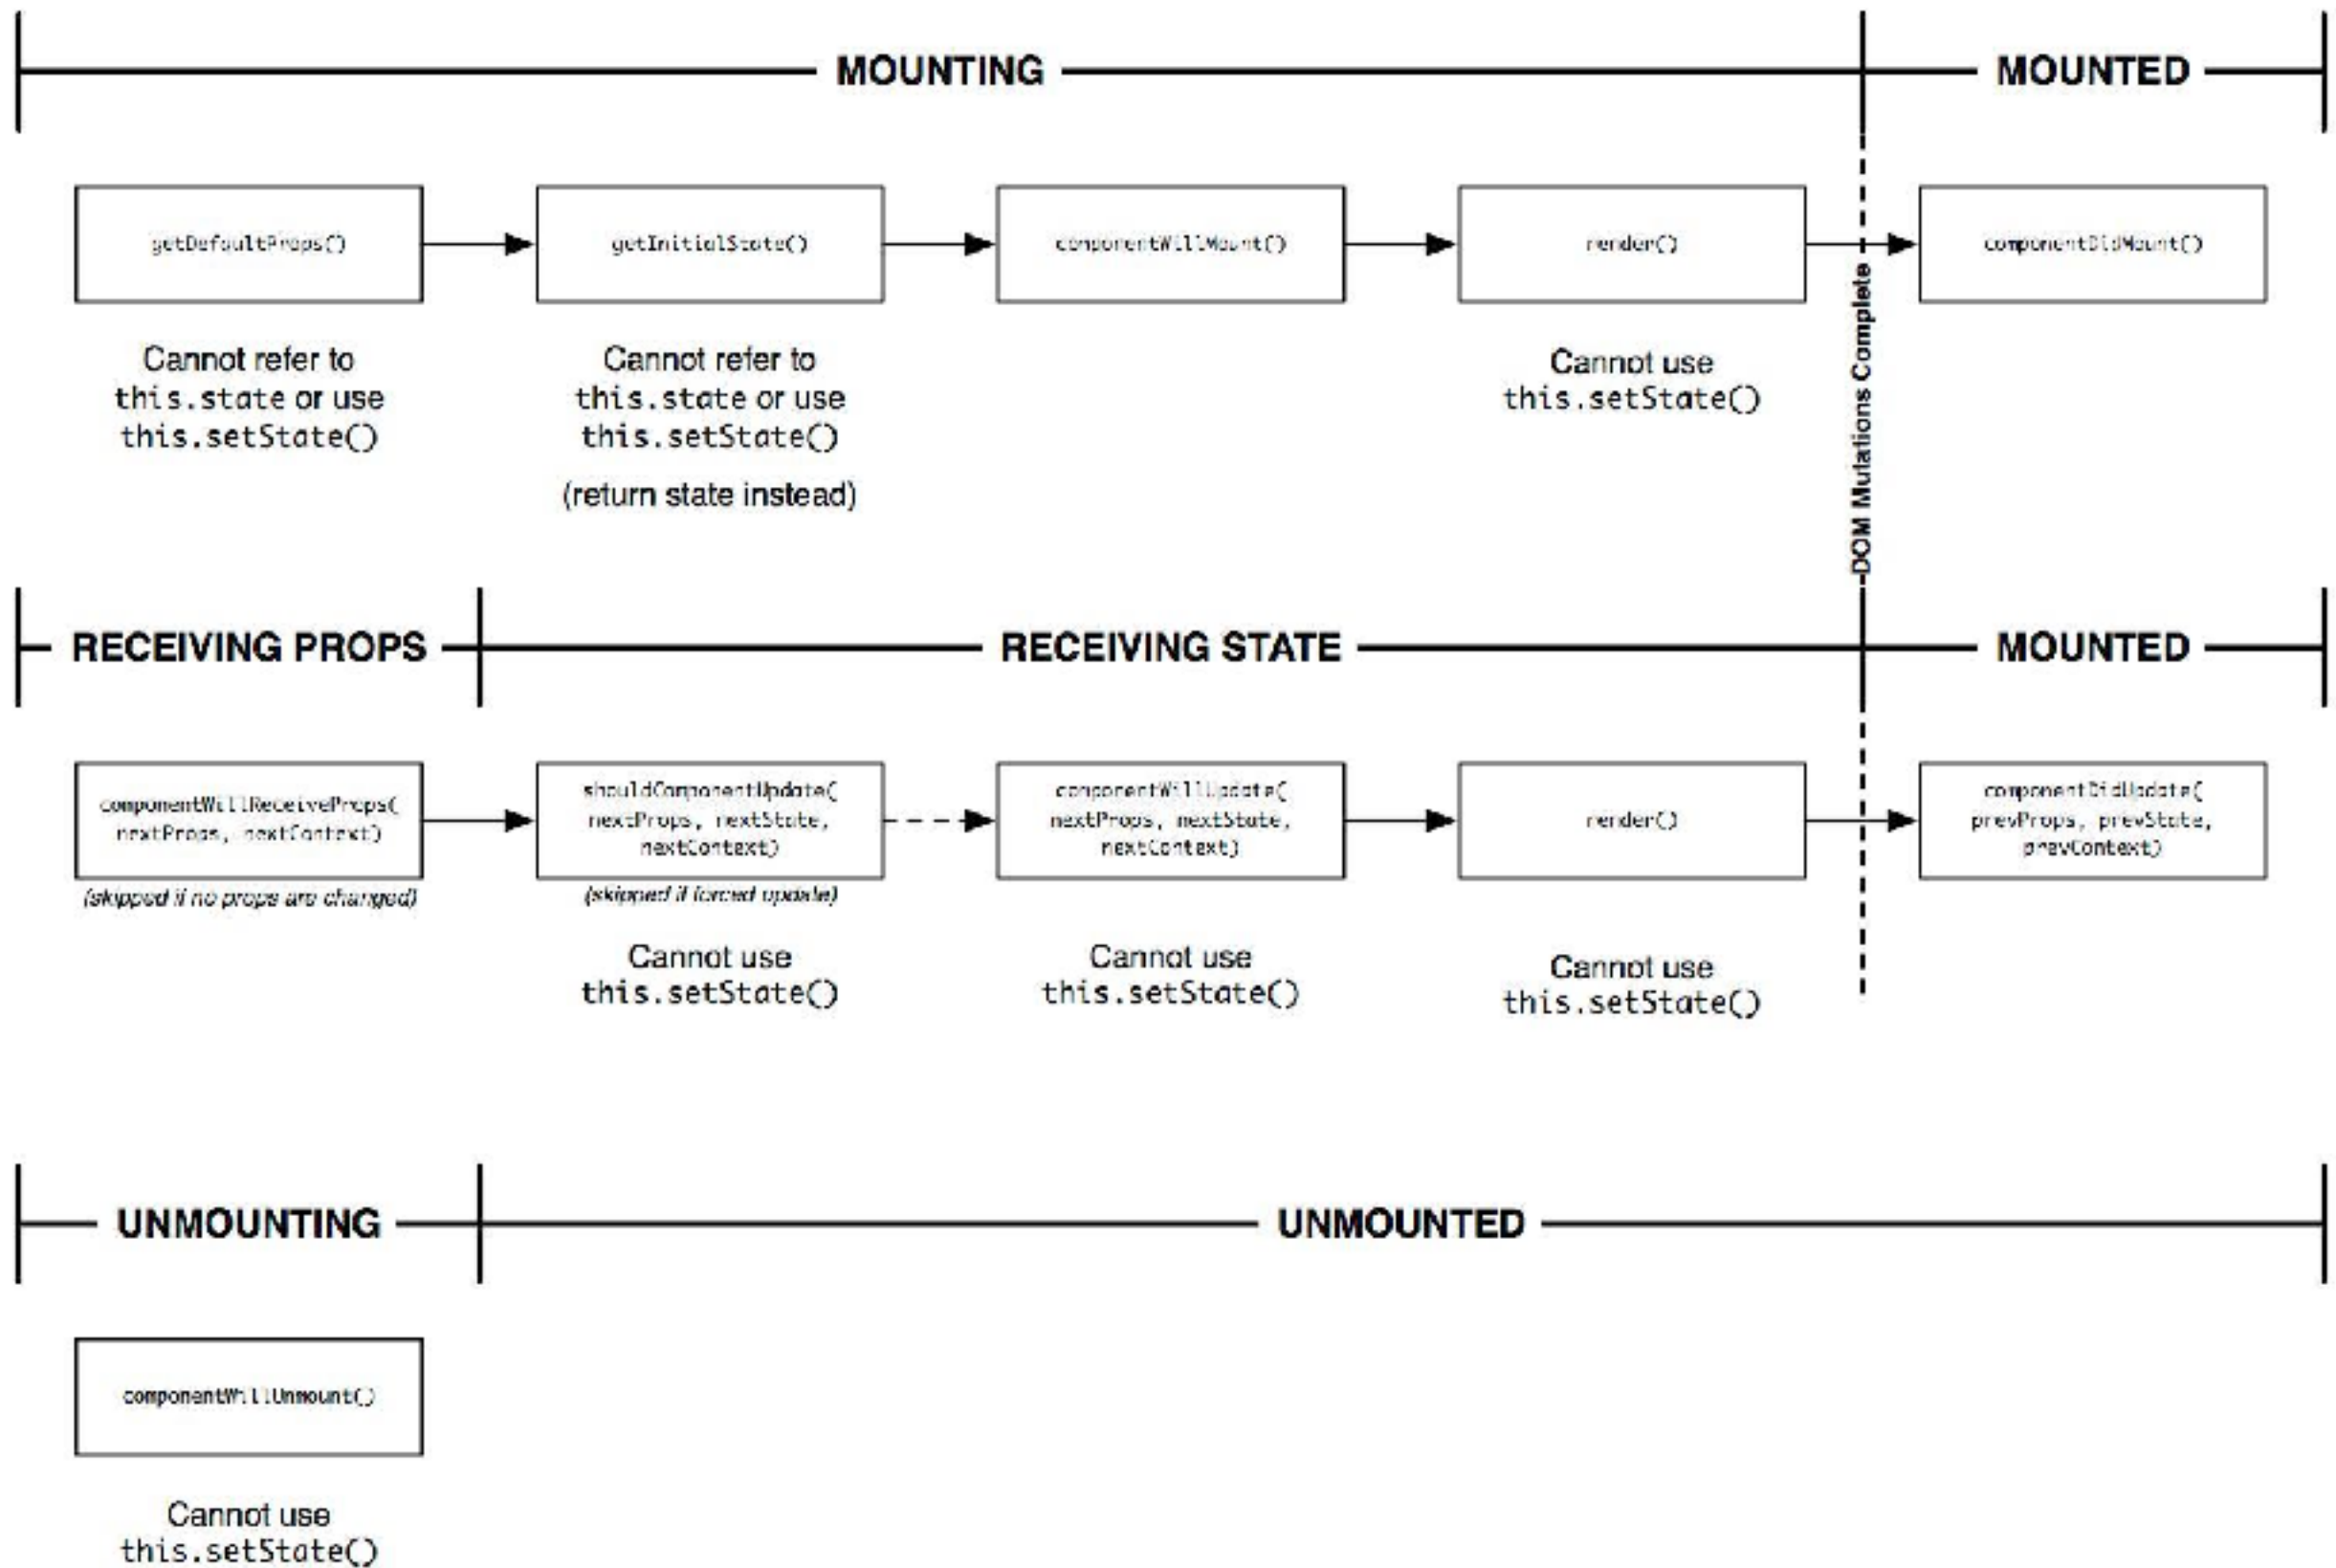 MOUNTING
MOUNTED
getDefaultProps()
getInitialState()
componentWillMount()
render()
componentDidMount()
Cannot refer to
this.state or use
this.setState()
Cannot refer to
this.state or use
this.setState()
(return state instead)
Cannot use
this.setState()
DOM Mutations Complete
RECEIVING PROPS
RECEIVING STATE
MOUNTED
componentWillReceiveProps(
nextProps, nextContext)
(skipped if no props are changed)
shouldComponentUpdate(
nextProps, nextState,
nextContext)
(skipped if forced update)
Cannot use
this.setState()
componentWillUpdate(
nextProps, nextState,
nextContext)
Cannot use
this.setState()
render()
Cannot use
this.setState()
componentDidUpdate(
prevProps, prevState,
prevContext)
UNMOUNTING
UNMOUNTED
componentWillUnmount()
Cannot use
this.setState()